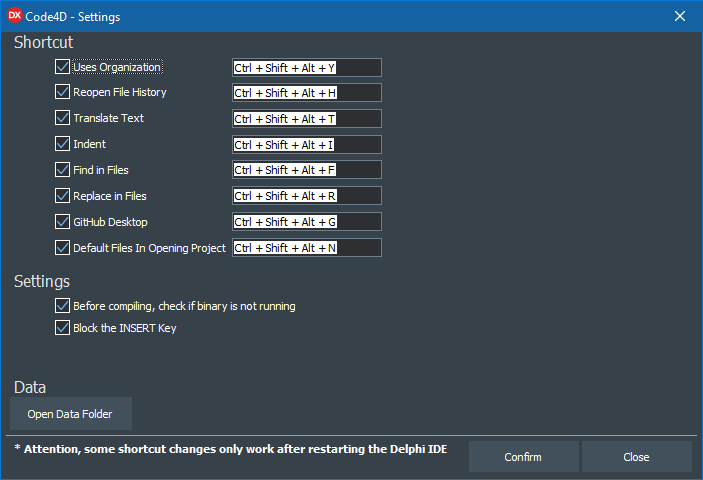 DX Code4D - Settings
Shortcut
Uses Organization Ctrl + Shift + Alt + Y
Reopen File History Ctrl + Shift + Alt + H
Translate Text Ctrl + Shift + Alt + T
Indent Ctrl + Shift + Alt + I
Find in Files Ctrl + Shift + Alt + F
Replace in Files Ctrl + Shift + Alt + R
GitHub Desktop Ctrl + Shift + Alt + G
Default Files In Opening Project Ctrl + Shift + Alt + N
Settings
Before compiling, check if binary is not running
Block the INSERT Key
Data
Open Data Folder
* Attention, some shortcut changes only work after restarting the Delphi IDE
Confirm Close